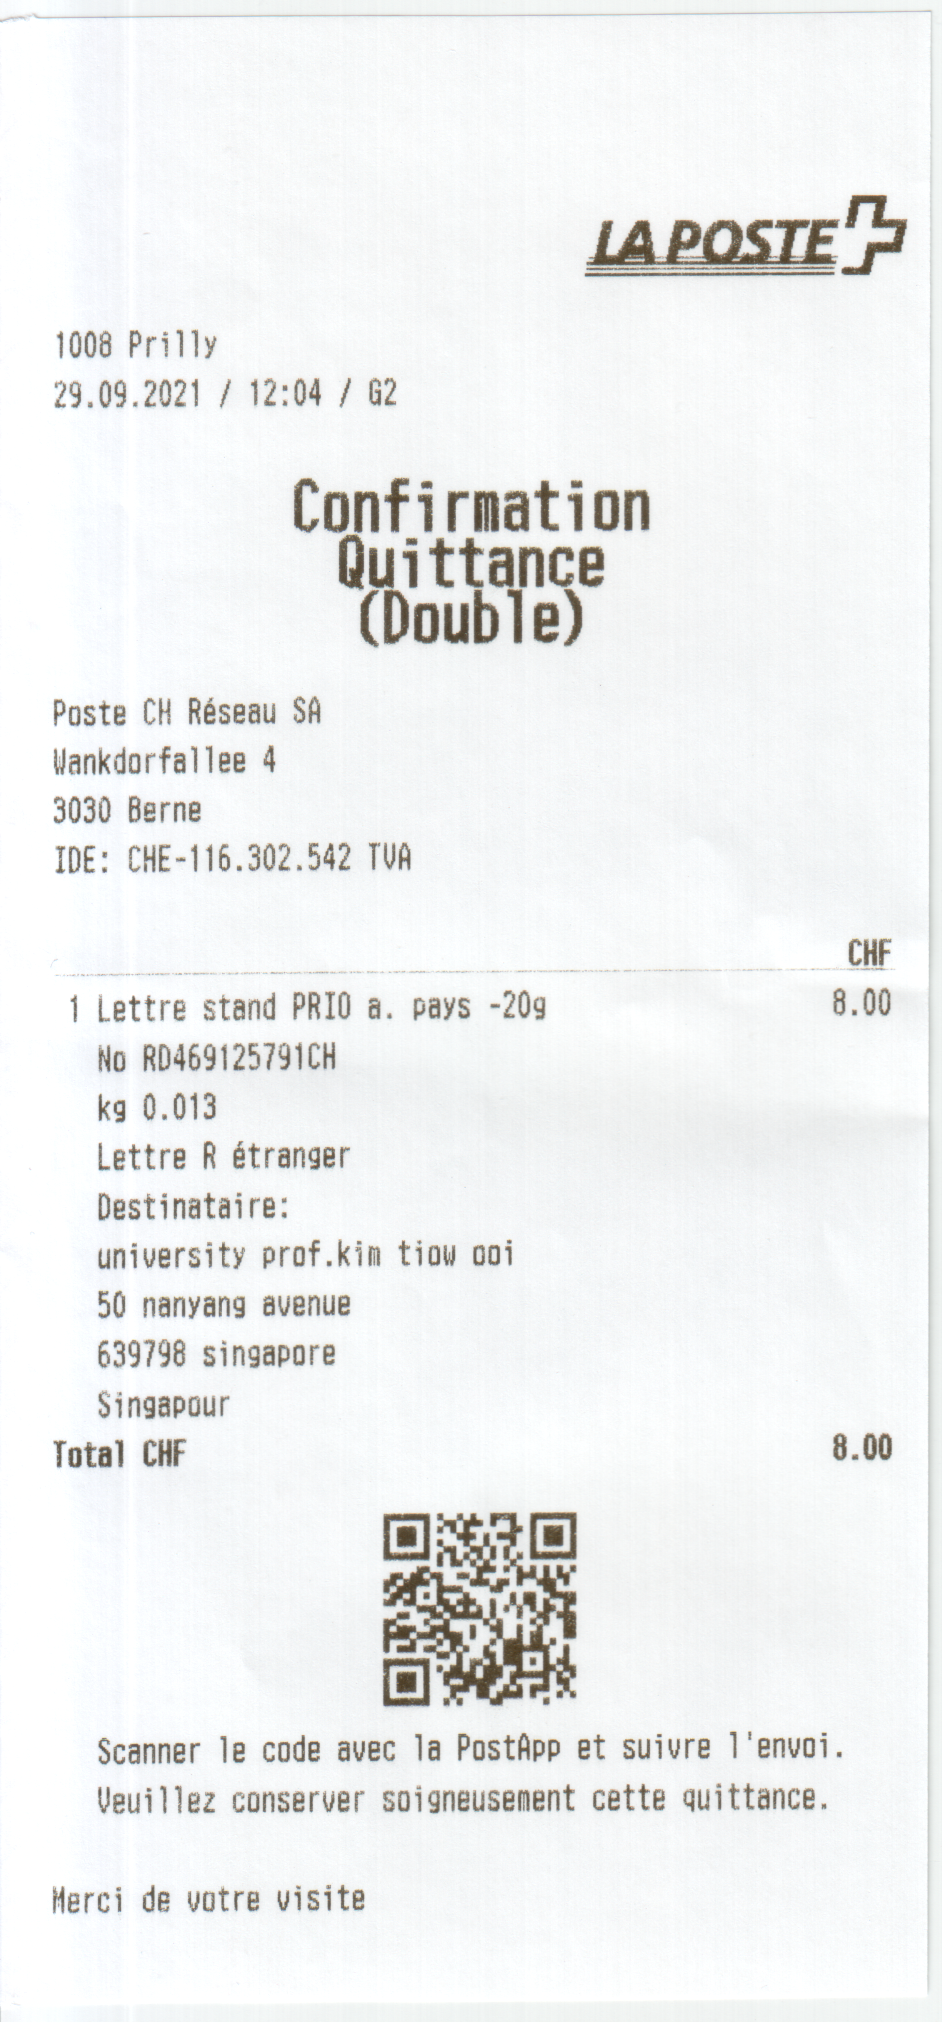 LA POSTE
1008 Prilly
29.09.2021 / 12:04 / G2
Confirmation
Quittance
(Double)
Poste CH Réseau SA
Wankdorfallee 4
3030 Berne
IDE: CHE-116.302.542 TVA
CHF
1 Lettre stand PRIO a. pays -20g 8.00
No RD469125791CH
kg 0.013
Lettre R étranger
Destinataire:
university prof.kim tiow ooi
50 nanyang avenue
639798 singapore
Singapour
Total CHF 8.00
Scanner le code avec la PostApp et suivre l'envoi.
Veuillez conserver soigneusement cette quittance.
Merci de votre visite